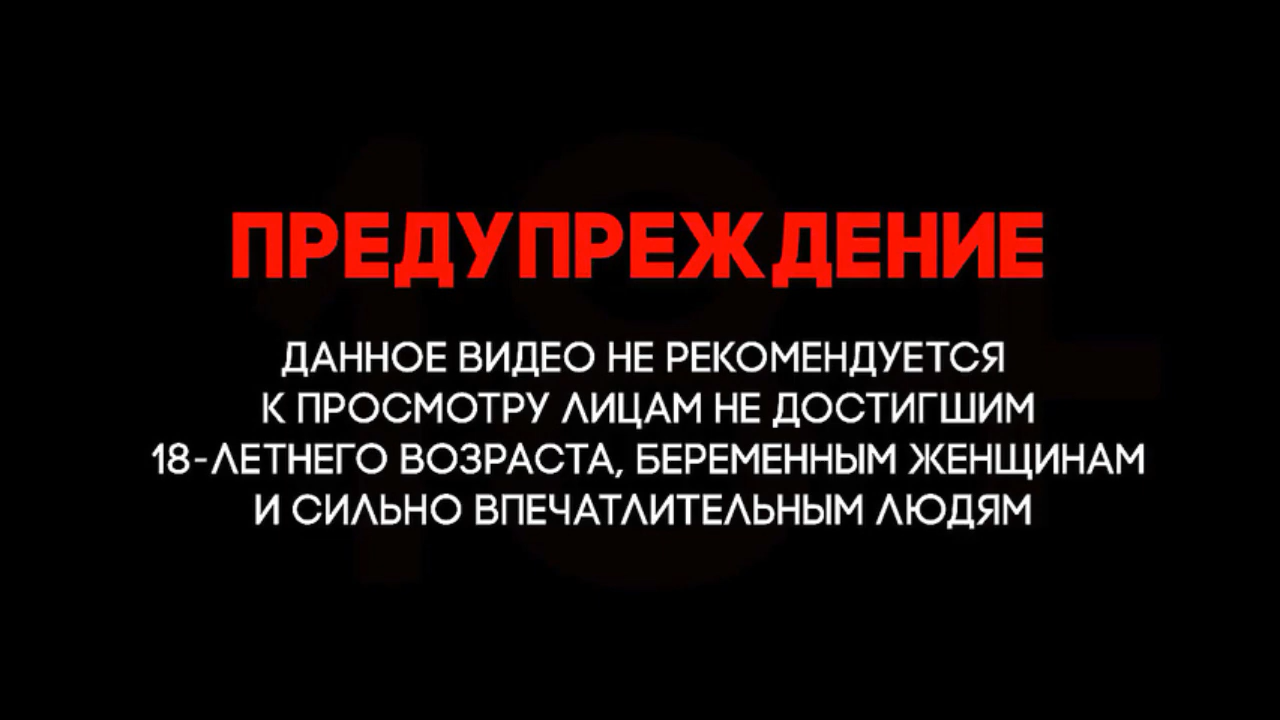 ПРЕДУПРЕЖДЕНИЕ
ДАННОЕ ВИДЕО НЕ РЕКОМЕНДУЕТСЯ
К ПРОСМОТРУ ЛИЦАМ НЕ ДОСТИГШИМ
18-ЛЕТНЕГО ВОЗРАСТА, БЕРЕМЕННЫМ ЖЕНЩИНАМ
И СИЛЬНО ВПЕЧАТЛИТЕЛЬНЫМ ЛЮДЯМ